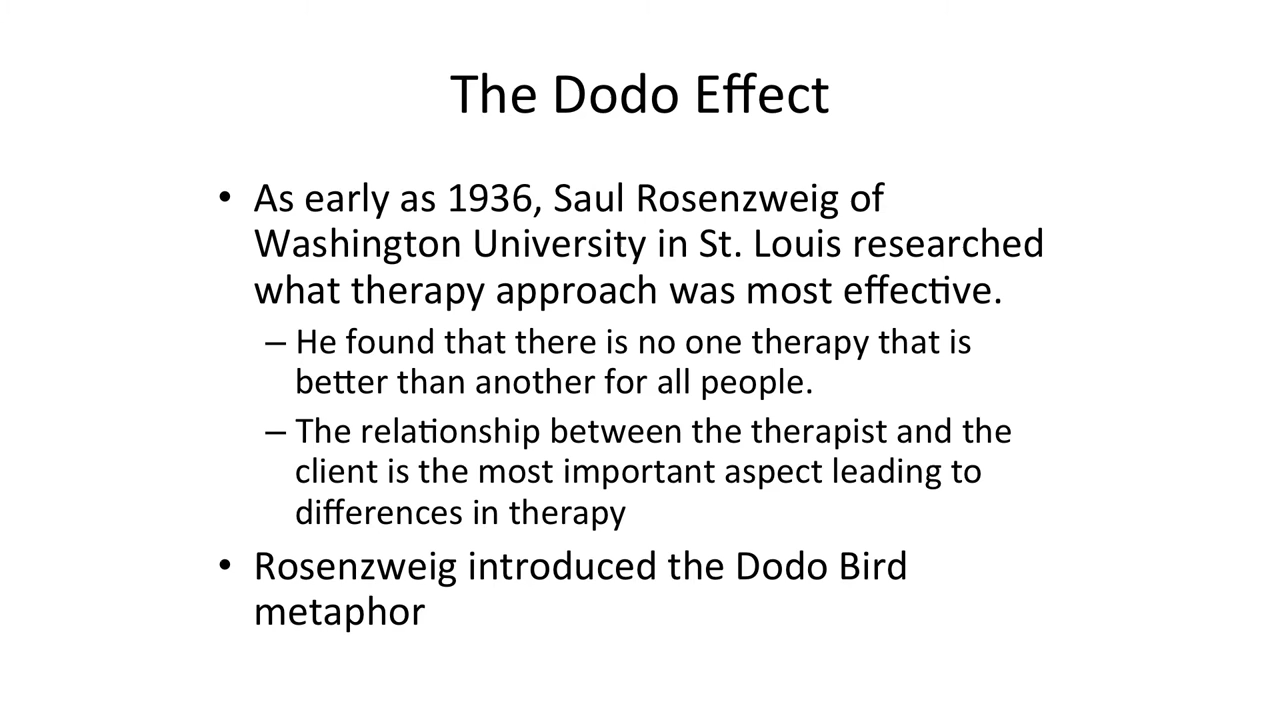 The Dodo Effect
• As early as 1936, Saul Rosenzweig of
Washington University in St. Louis researched
what therapy approach was most effective.
– He found that there is no one therapy that is
better than another for all people.
– The relationship between the therapist and the
client is the most important aspect leading to
differences in therapy
• Rosenzweig introduced the Dodo Bird
metaphor